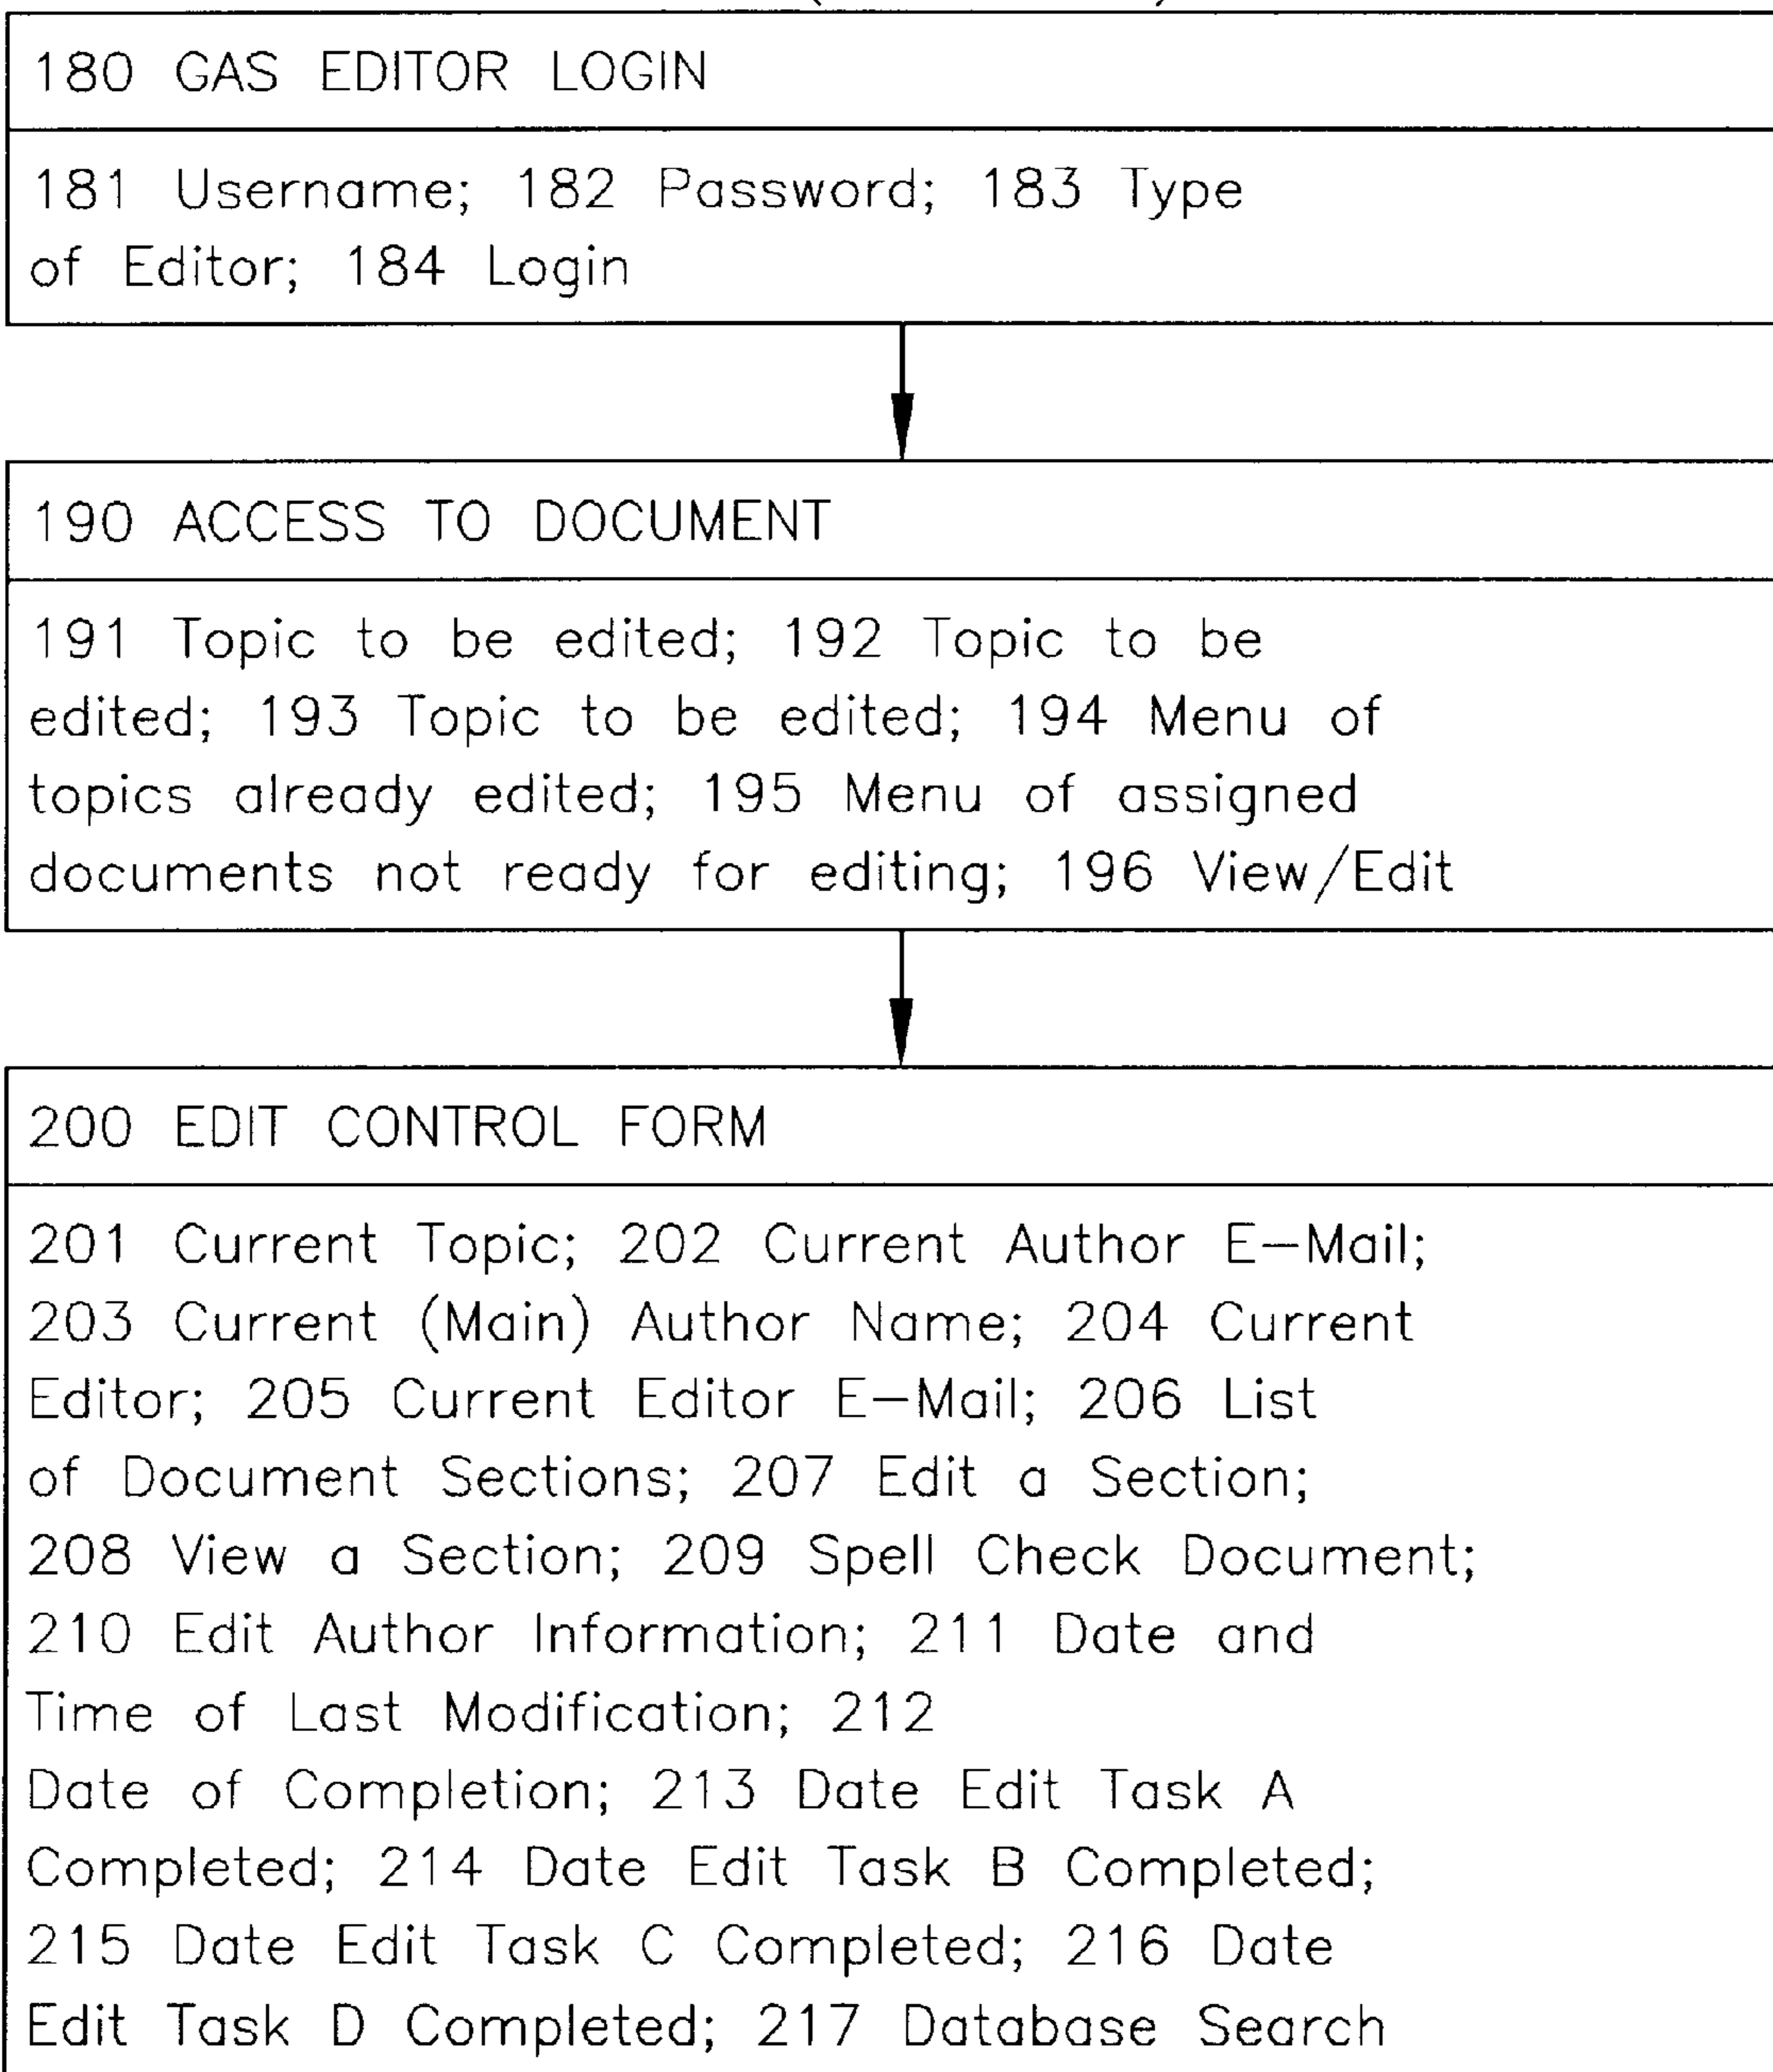 180 GAS EDITOR LOGIN
181 Username; 182 Password; 183 Type
of Editor; 184 Login
190 ACCESS TO DOCUMENT
191 Topic to be edited; 192 Topic to be
edited; 193 Topic to be edited; 194 Menu of
topics already edited; 195 Menu of assigned
documents not ready for editing; 196 View/Edit
200 EDIT CONTROL FORM
201 Current Topic; 202 Current Author E-Mail;
203 Current (Main) Author Name; 204 Current
Editor; 205 Current Editor E-Mail; 206 List
of Document Sections; 207 Edit a Section;
208 View a Section; 209 Spell Check Document;
210 Edit Author Information; 211 Date and
Time of Last Modification; 212
Date of Completion; 213 Date Edit Task A
Completed; 214 Date Edit Task B Completed;
215 Date Edit Task C Completed; 216 Date
Edit Task D Completed; 217 Database Search